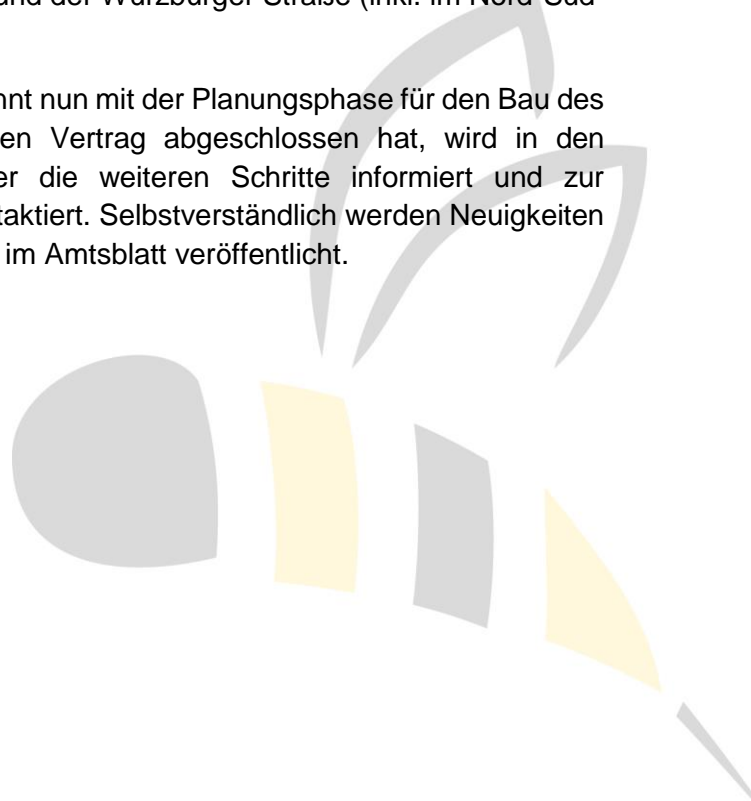 und der Würzburger Straße (inkl. im Nord-Süd-
nnt nun mit der Planungsphase für den Bau des
en Vertrag abgeschlossen hat, wird in den
er die weiteren Schritte informiert und zur
taktiert. Selbstverständlich werden Neuigkeiten
im Amtsblatt veröffentlicht.